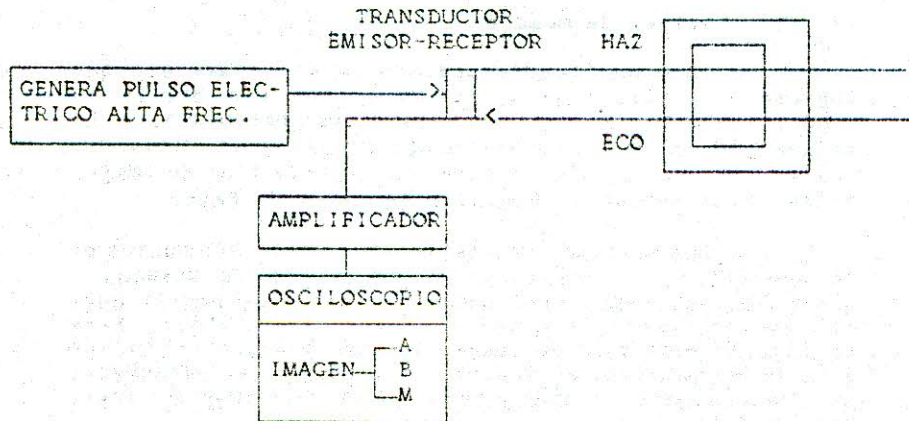 TRANSDUCTOR
EMISOR-RECEPTOR
HAZ
GENERA PULSO ELEC-
TRICO ALTA FREC.
ECO
AMPLIFICADOR
OSCILOSCOPIO
A
IMAGEN
B
M